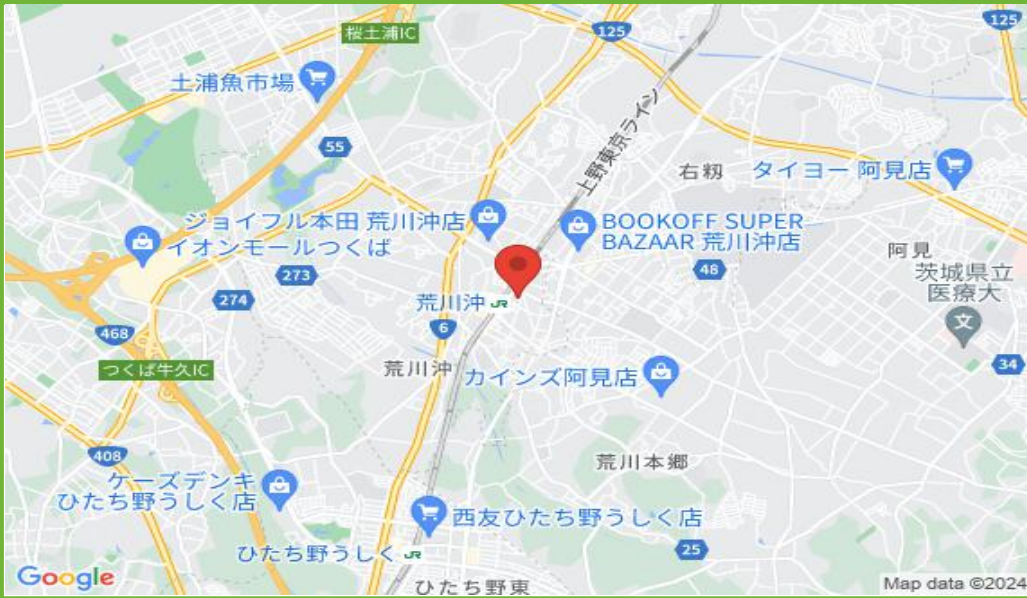 125
125
桜土浦IC
土浦魚市場
上野東京ライン
55
右籾
タイヨー 阿見店
ジョイフル本田 荒川沖店
イオンモールつくば
BOOKOFF SUPER
BAZAAR 荒川沖店
阿見
48
茨城県立
医療大
273
274
荒川沖 JR
6
468
つくば牛久IC
荒川沖
カインズ阿見店
34
408
荒川本郷
ケーズデンキ
ひたち野うしく店
西友ひたち野うしく店
25
ひたち野うしく JR
ひたち野東
Google
Map data ©2024